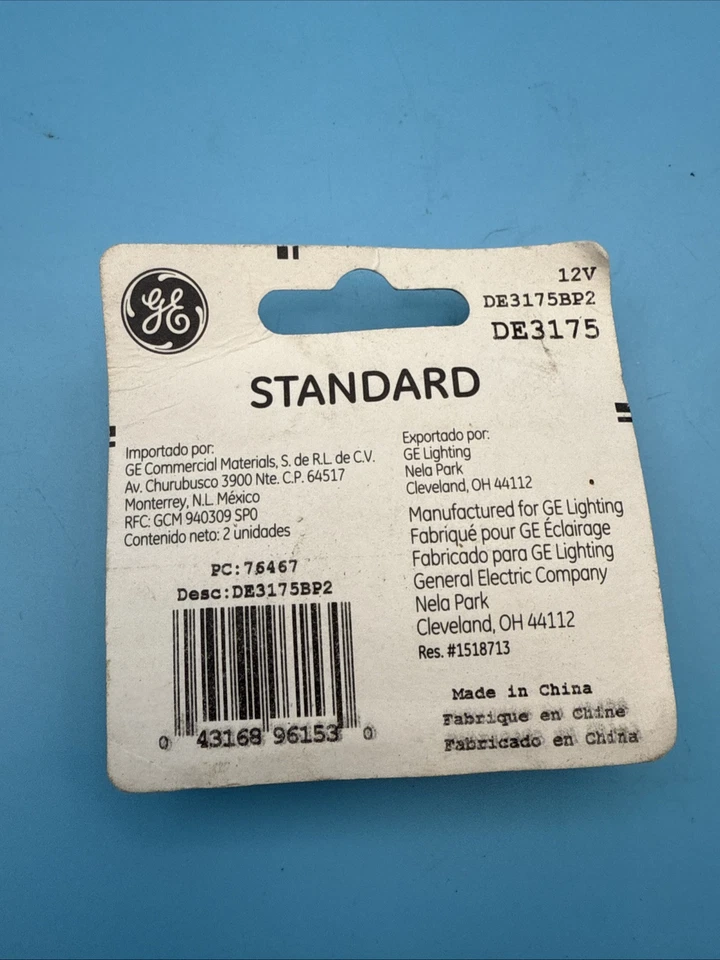 GE
12V
DE3175BP2
DE3175
STANDARD
Importado por:
GE Commercial Materials, S. de R.L. de C.V.
Av. Churubusco 3900 Nte. C.P. 64517
Monterrey, N.L. México
RFC: GCM 940309 SP0
Contenido neto: 2 unidades
PC:76467
Desc:DE3175BP2
0 43168 96153 0
Exportado por:
GE Lighting
Nela Park
Cleveland, OH 44112
Manufactured for GE Lighting
Fabriqué pour GE Éclairage
Fabricado para GE Lighting
General Electric Company
Nela Park
Cleveland, OH 44112
Res. #1518713
Made in China
Fabrique en Chine
Fabricado en China